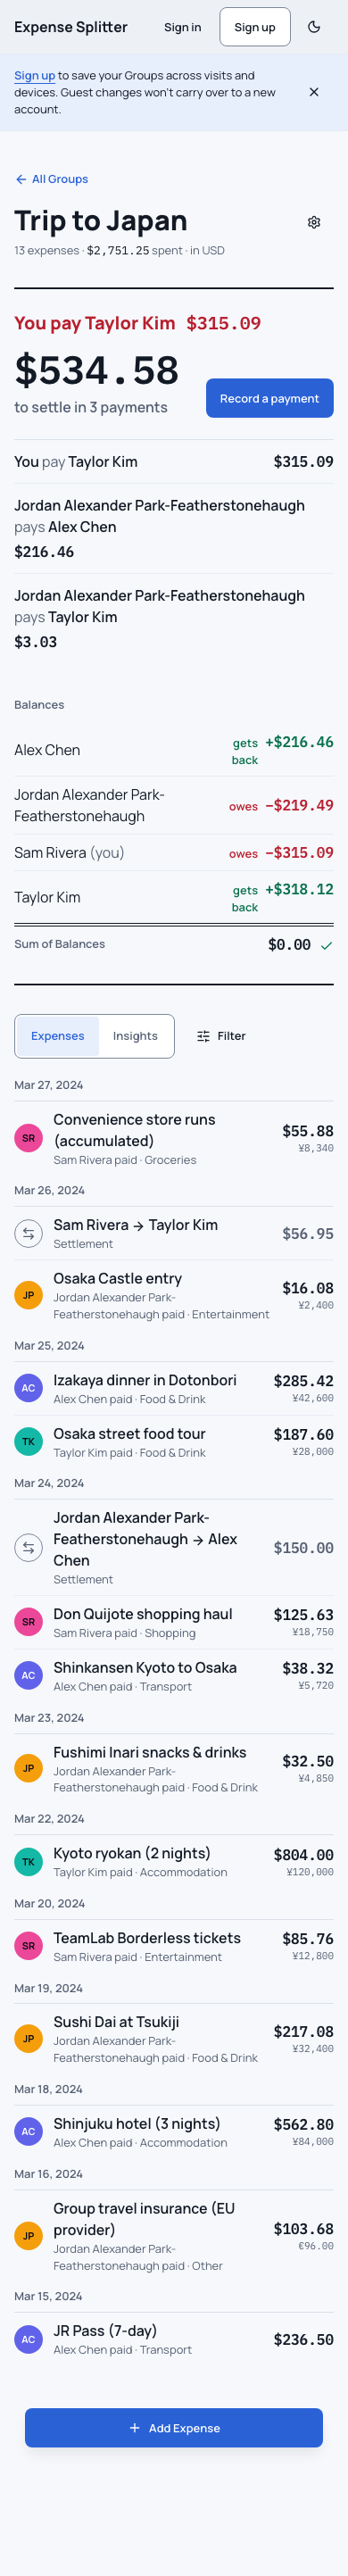 Expense Splitter
Sign in
Sign up
Sign up to save your Groups across visits and
devices. Guest changes won't carry over to a new
account.
← All Groups
Trip to Japan
13 expenses · $2,751.25 spent · in USD
You pay Taylor Kim $315.09
$534.58
to settle in 3 payments
Record a payment
You pay Taylor Kim $315.09
Jordan Alexander Park-Featherstonehaugh
pays Alex Chen
$216.46
Jordan Alexander Park-Featherstonehaugh
pays Taylor Kim
$3.03
Balances
Alex Chen
gets +$216.46
back
Jordan Alexander Park-
Featherstonehaugh
owes −$219.49
Sam Rivera (you) owes −$315.09
Taylor Kim
gets +$318.12
back
Sum of Balances $0.00 ✓
Expenses
Insights
Filter
Mar 27, 2024
SR
Convenience store runs
(accumulated)
Sam Rivera paid · Groceries
$55.88
¥8,340
Mar 26, 2024
Sam Rivera → Taylor Kim
Settlement
$56.95
JP
Osaka Castle entry
Jordan Alexander Park-
Featherstonehaugh paid · Entertainment
$16.08
¥2,400
Mar 25, 2024
AC
Izakaya dinner in Dotonbori
Alex Chen paid · Food & Drink
$285.42
¥42,600
TK
Osaka street food tour
Taylor Kim paid · Food & Drink
$187.60
¥28,000
Mar 24, 2024
Jordan Alexander Park-
Featherstonehaugh → Alex
Chen
Settlement
$150.00
SR
Don Quijote shopping haul
Sam Rivera paid · Shopping
$125.63
¥18,750
AC
Shinkansen Kyoto to Osaka
Alex Chen paid · Transport
$38.32
¥5,720
Mar 23, 2024
JP
Fushimi Inari snacks & drinks
Jordan Alexander Park-
Featherstonehaugh paid · Food & Drink
$32.50
¥4,850
Mar 22, 2024
TK
Kyoto ryokan (2 nights)
Taylor Kim paid · Accommodation
$804.00
¥120,000
Mar 20, 2024
SR
TeamLab Borderless tickets
Sam Rivera paid · Entertainment
$85.76
¥12,800
Mar 19, 2024
JP
Sushi Dai at Tsukiji
Jordan Alexander Park-
Featherstonehaugh paid · Food & Drink
$217.08
¥32,400
Mar 18, 2024
AC
Shinjuku hotel (3 nights)
Alex Chen paid · Accommodation
$562.80
¥84,000
Mar 16, 2024
JP
Group travel insurance (EU
provider)
Jordan Alexander Park-
Featherstonehaugh paid · Other
$103.68
€96.00
Mar 15, 2024
AC
JR Pass (7-day)
Alex Chen paid · Transport
$236.50
+ Add Expense